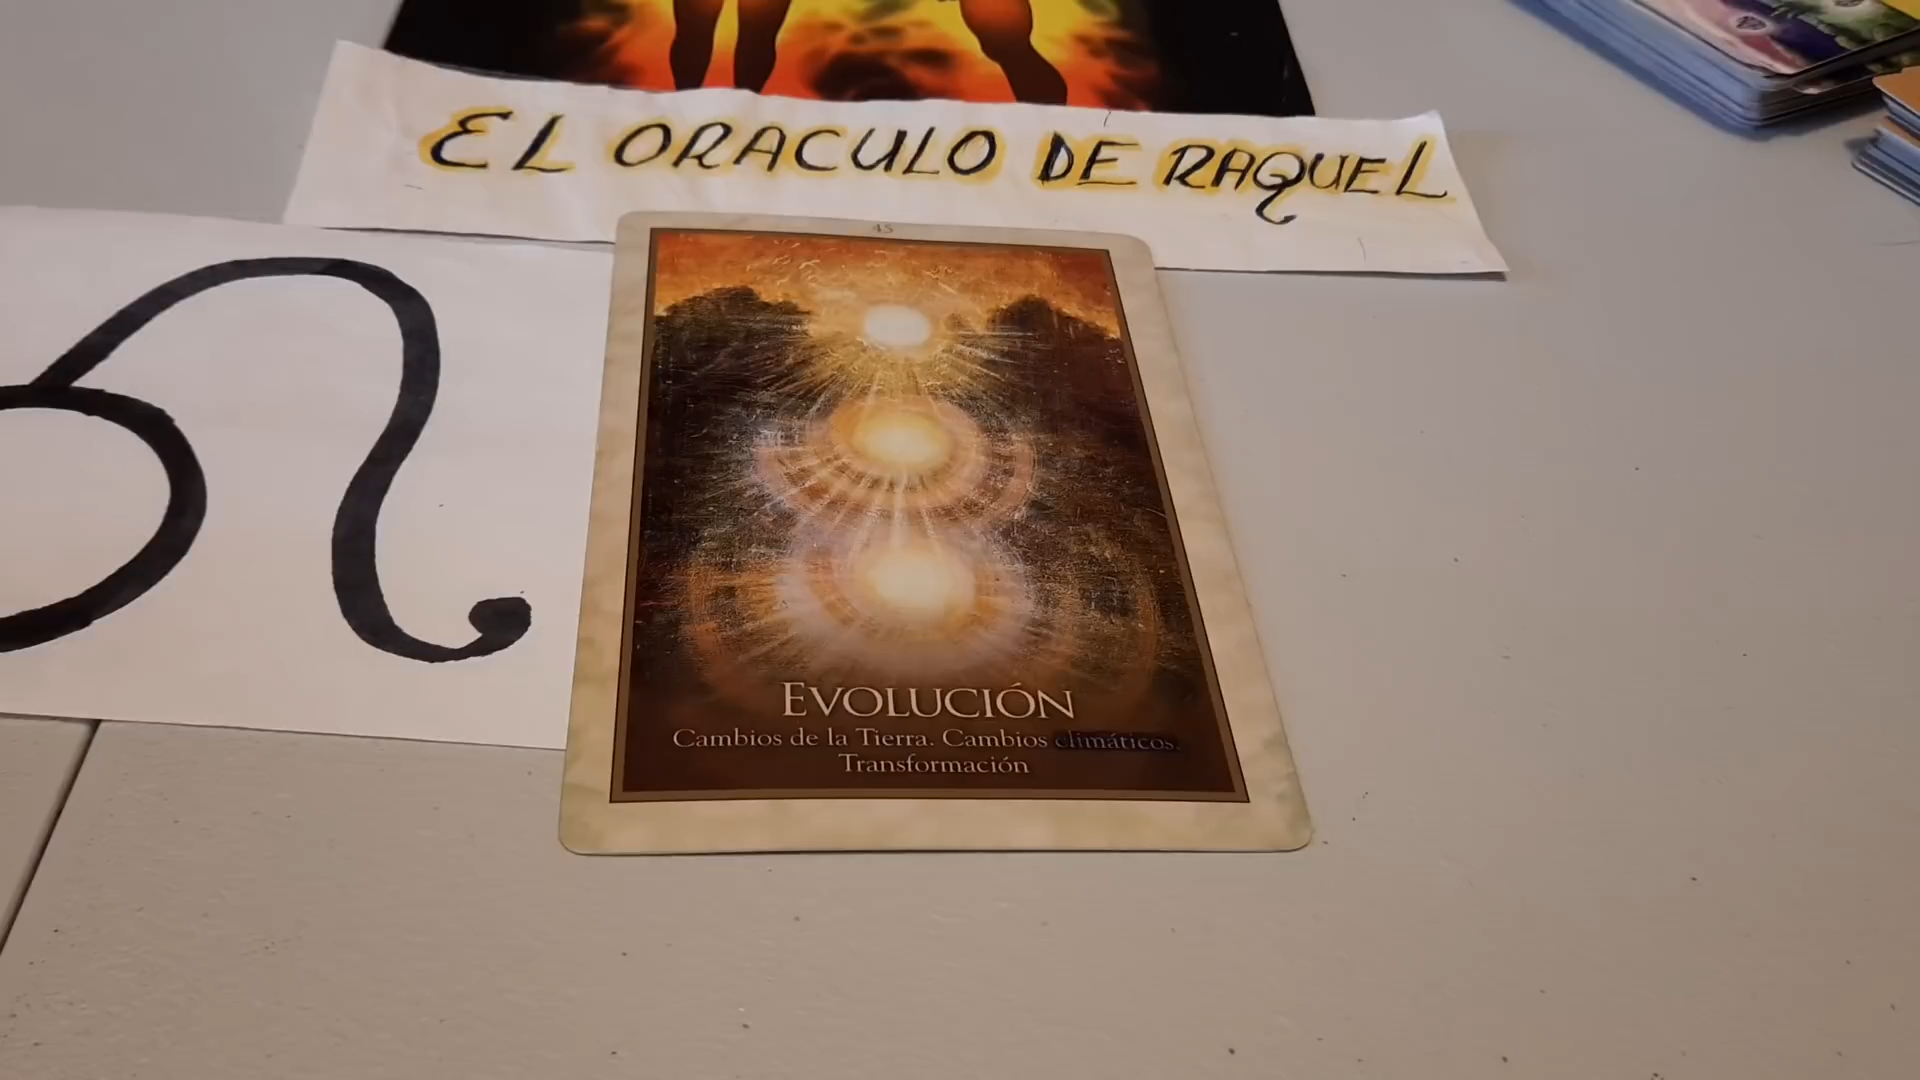 EL ORACULO DE RAQUEL
45
EVOLUCIÓN
Cambios de la Tierra. Cambios climáticos.
Transformación